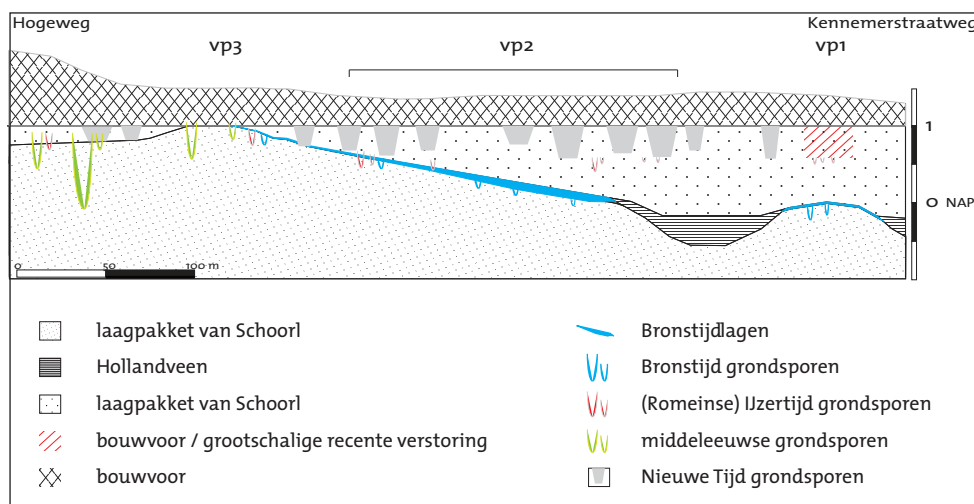 Hogeweg Kennemerstraatweg
vp3 vp2 vp1
1
0 NAP
0 50 100 m
laagpakket van Schoorl
Hollandveen
laagpakket van Schoorl
bouwvoor / grootschalige recente verstoring
bouwvoor
Bronstijdlagen
Bronstijd grondsporen
(Romeinse) IJzertijd grondsporen
middeleeuwse grondsporen
Nieuwe Tijd grondsporen